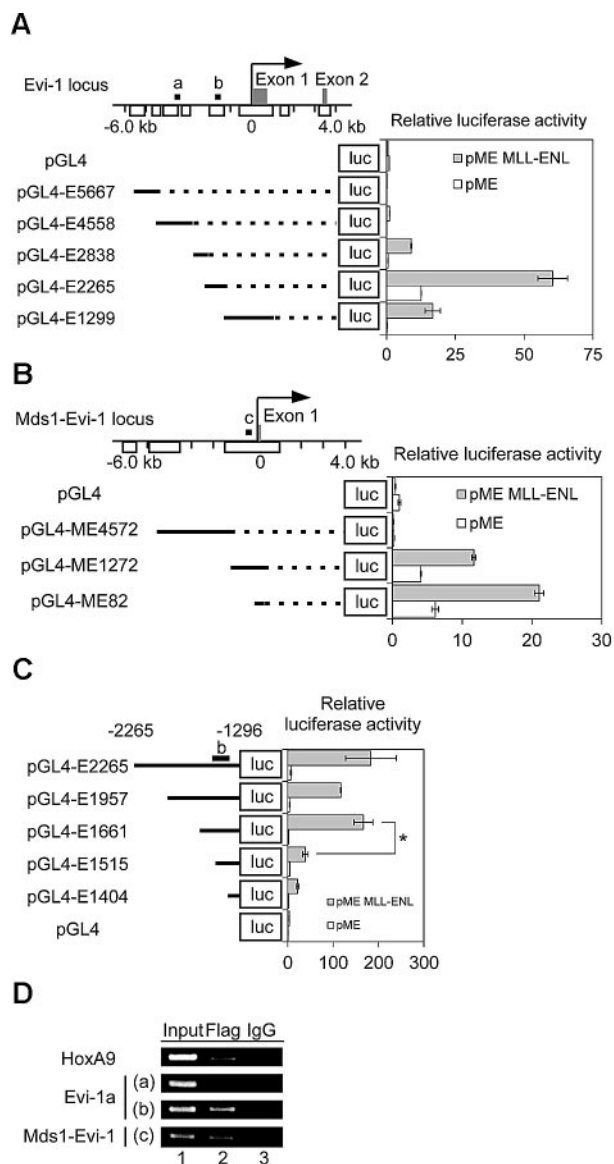 A
Evi-1 locus
a
b
Exon 1
Exon 2
-6.0 kb
0
4.0 kb
Relative luciferase activity
pGL4
luc
pME MLL-ENL
pGL4-E5667
luc
pME
pGL4-E4558
luc
pGL4-E2838
luc
pGL4-E2265
luc
pGL4-E1299
luc
0 25 50 75
B
Mds1-Evi-1 locus
c
Exon 1
-6.0 kb
0
4.0 kb
Relative luciferase activity
pGL4
luc
pME MLL-ENL
pME
pGL4-ME4572
luc
pGL4-ME1272
luc
pGL4-ME82
luc
0 10 20 30
C
Relative
luciferase activity
-2265
-1296
b
pGL4-E2265
luc
pGL4-E1957
luc
pGL4-E1661
luc
*
pGL4-E1515
luc
pGL4-E1404
luc
pME MLL-ENL
pME
pGL4
luc
0 100 200 300
D
Input Flag IgG
HoxA9
Evi-1a
(a)
(b)
Mds1-Evi-1
(c)
1 2 3